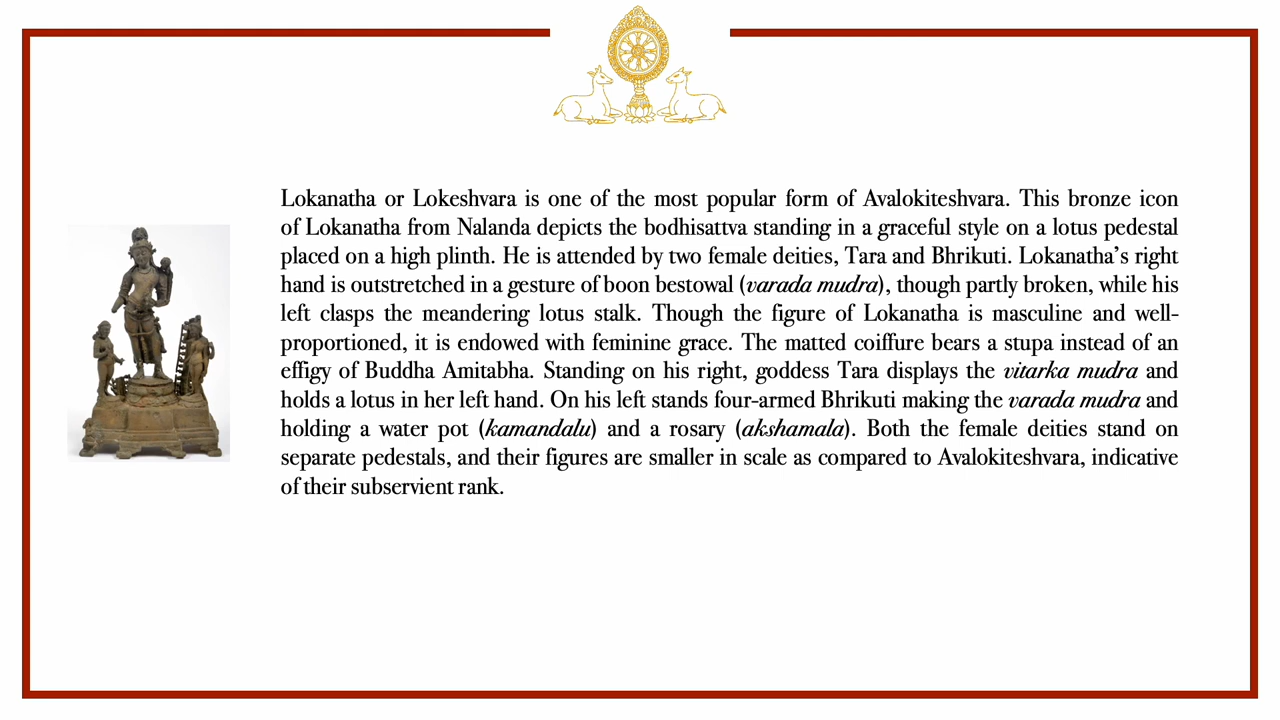 Lokanatha or Lokeshvara is one of the most popular form of Avalokiteshvara. This bronze icon
of Lokanatha from Nalanda depicts the bodhisattva standing in a graceful style on a lotus pedestal
placed on a high plinth. He is attended by two female deities, Tara and Bhrikuti. Lokanatha’s right
hand is outstretched in a gesture of boon bestowal (varada mudra), though partly broken, while his
left clasps the meandering lotus stalk. Though the figure of Lokanatha is masculine and well-
proportioned, it is endowed with feminine grace. The matted coiffure bears a stupa instead of an
effigy of Buddha Amitabha. Standing on his right, goddess Tara displays the vitarka mudra and
holds a lotus in her left hand. On his left stands four-armed Bhrikuti making the varada mudra and
holding a water pot (kamandalu) and a rosary (akshamala). Both the female deities stand on
separate pedestals, and their figures are smaller in scale as compared to Avalokiteshvara, indicative
of their subservient rank.